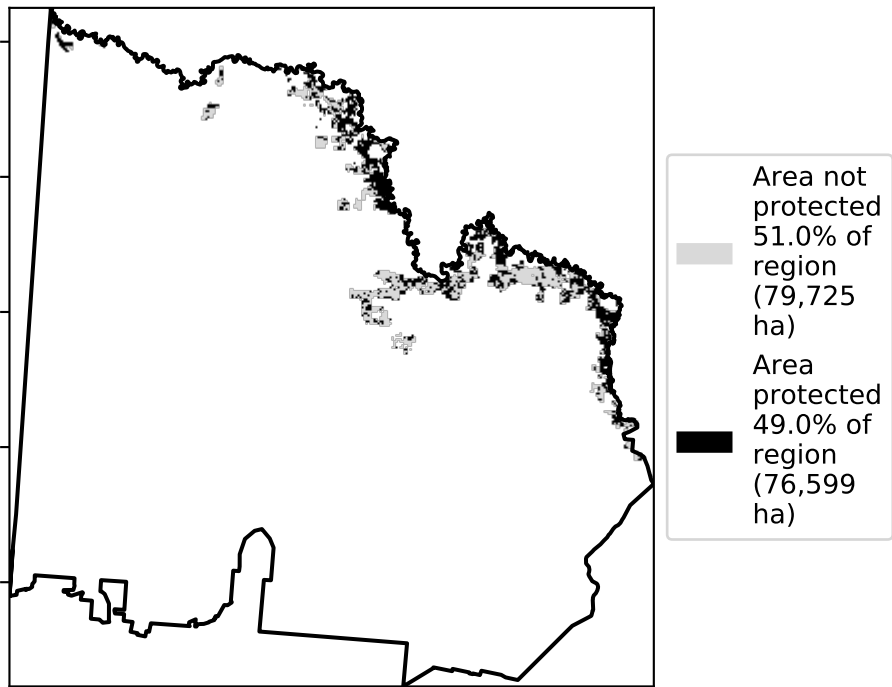 Area not
protected
51.0% of
region
(79,725
ha)
Area
protected
49.0% of
region
(76,599
ha)